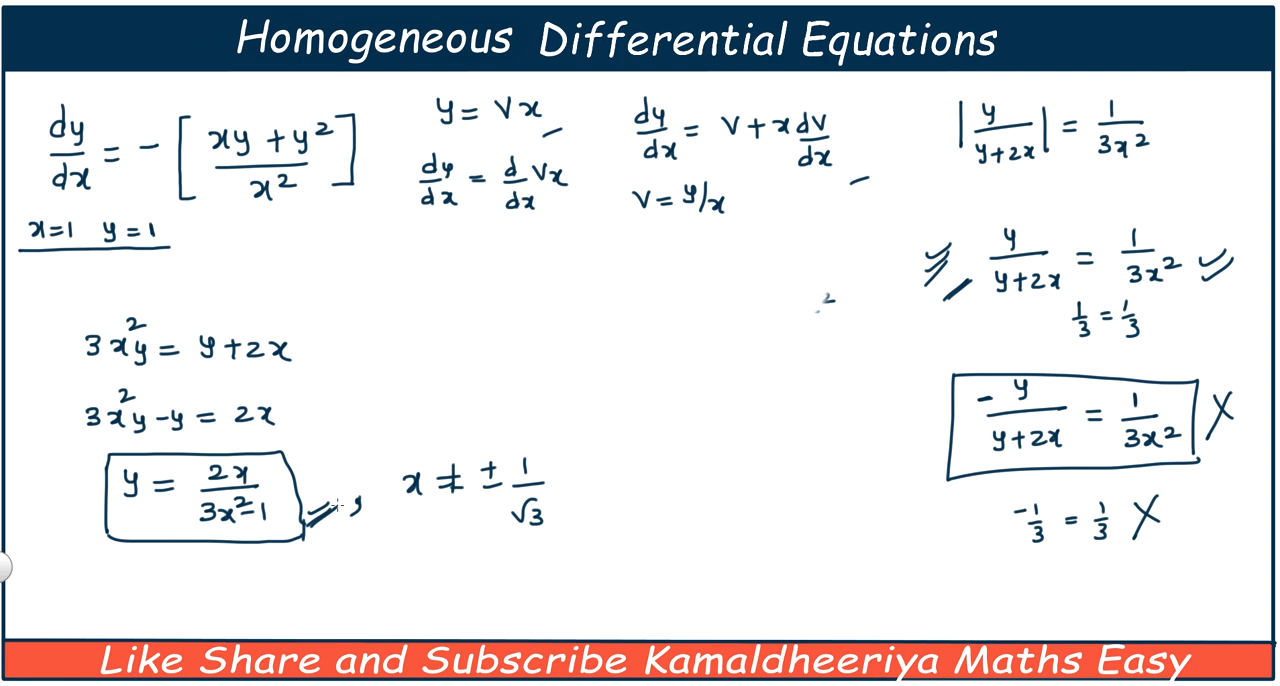 Homogeneous Differential Equations
dy/dx = - [ (xy + y²)/x² ]
x=1 y=1
y = vx
dy/dx = d/dx vx
dy/dx = v + x dv/dx
v = y/x
|y/(y+2x)| = 1/3x²
y/(y+2x) = 1/3x²
1/3 = 1/3
-y/(y+2x) = 1/3x²
-1/3 = 1/3
2
3x²y = y+2x
3x²y - y = 2x
y = 2x/(3x²-1) , x ≠ ± 1/√3
Like Share and Subscribe Kamaldheeriya Maths Easy